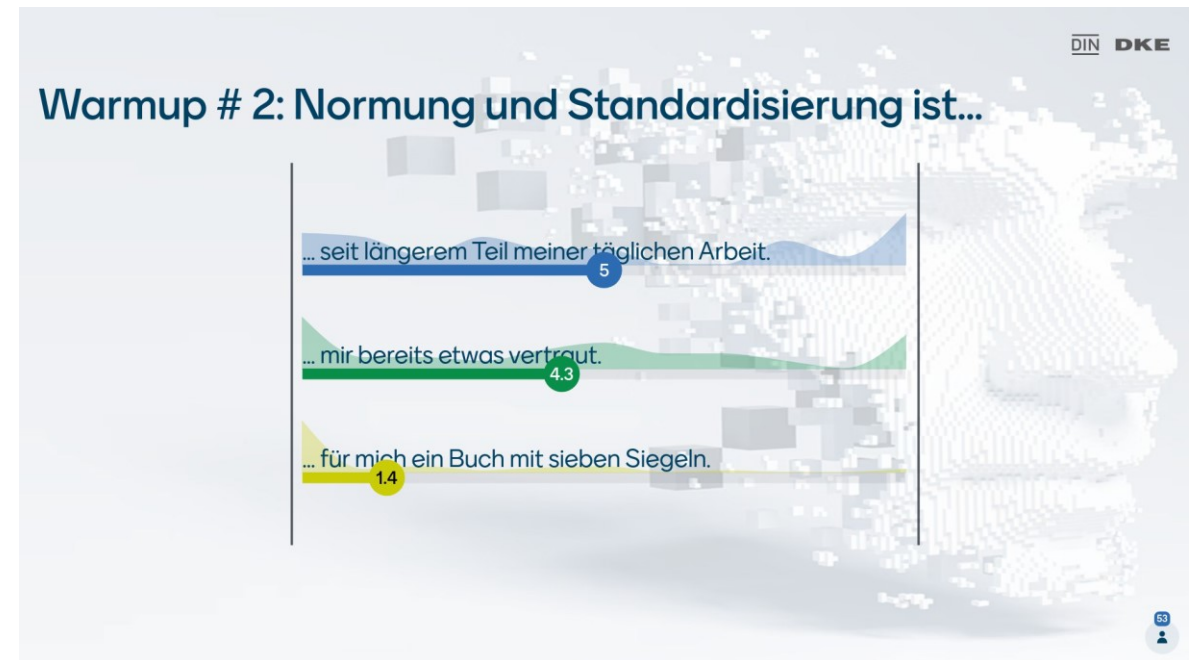 DIN DKE
Warmup # 2: Normung und Standardisierung ist...
... seit längerem Teil meiner täglichen Arbeit.
5
... mir bereits etwas vertraut.
4.3
... für mich ein Buch mit sieben Siegeln.
1.4
53